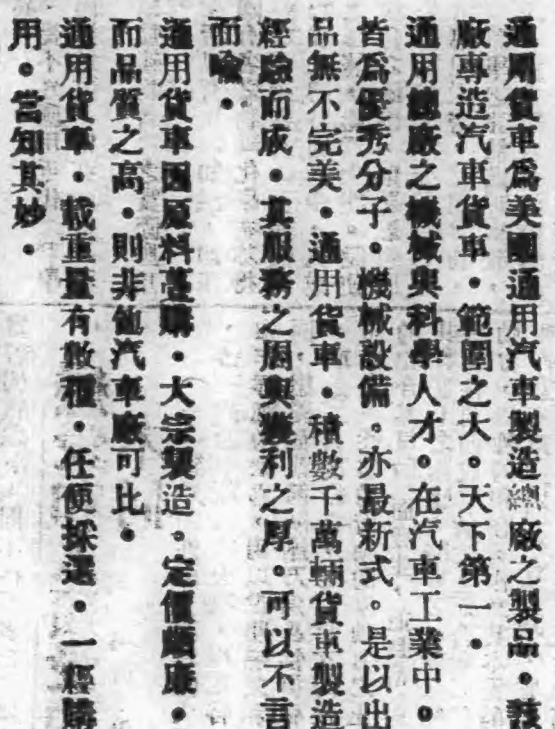 通用貨車爲美國通用汽車製造總廠之製品。該
廠專造汽車貨車。範圍之大。天下第一。
通用總廠之機械與科學人才。在汽車工業中。
皆爲優秀分子。機械設備。亦最新式。是以出
品無不完美。通用貨車。積數千萬輛貨車製造
經驗而成。其服務之周與獲利之厚。可以不言
而喻。
通用貨車因原料躉購。大宗製造。定價頗廉。
而品質之高。則非他汽車廠可比。
通用貨車。載重量有數種。任便採選。一經購
用。當知其妙。